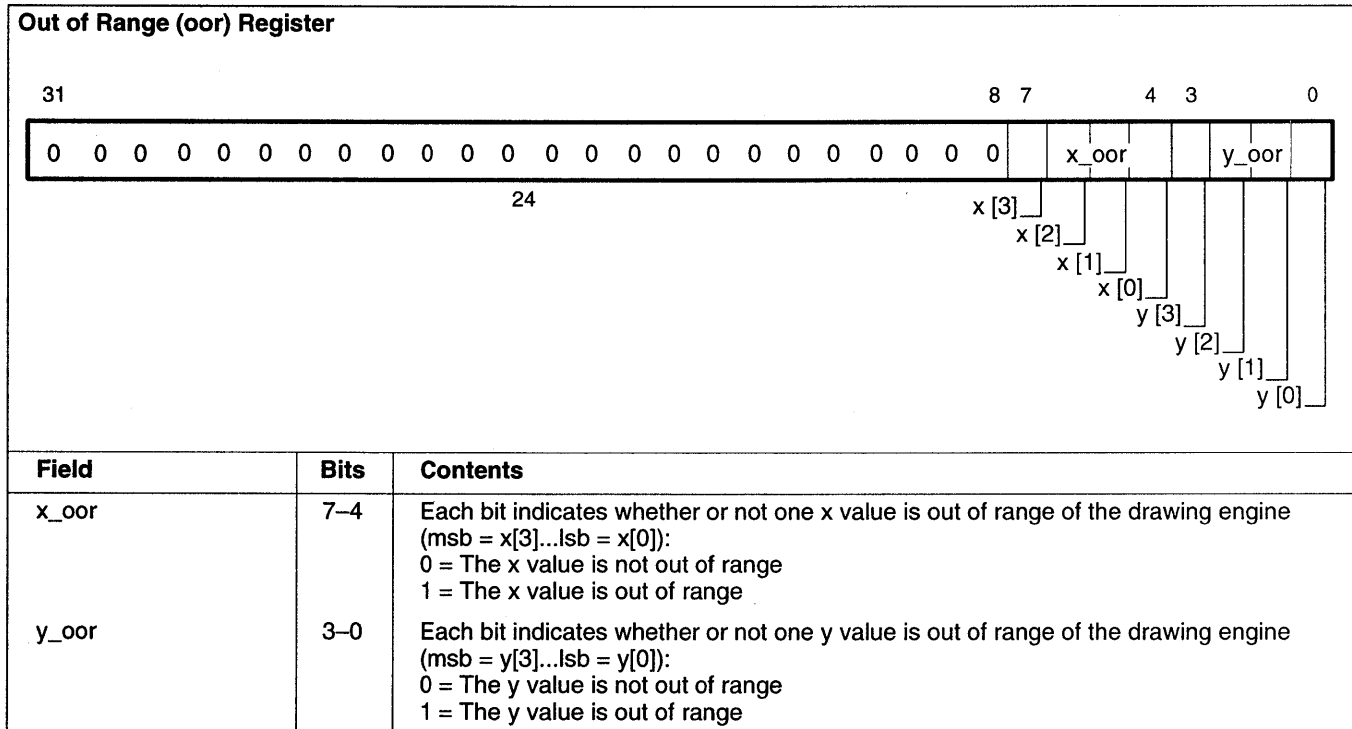 Out of Range (oor) Register
31 8 7 4 3 0
0 0 0 0 0 0 0 0 0 0 0 0 0 0 0 0 0 0 0 0 0 0 0 0 x_oor y_oor
24
x [3]
x [2]
x [1]
x [0]
y [3]
y [2]
y [1]
y [0]
Field Bits Contents
x_oor 7–4 Each bit indicates whether or not one x value is out of range of the drawing engine
(msb = x[3]...lsb = x[0]):
0 = The x value is not out of range
1 = The x value is out of range
y_oor 3–0 Each bit indicates whether or not one y value is out of range of the drawing engine
(msb = y[3]...lsb = y[0]):
0 = The y value is not out of range
1 = The y value is out of range